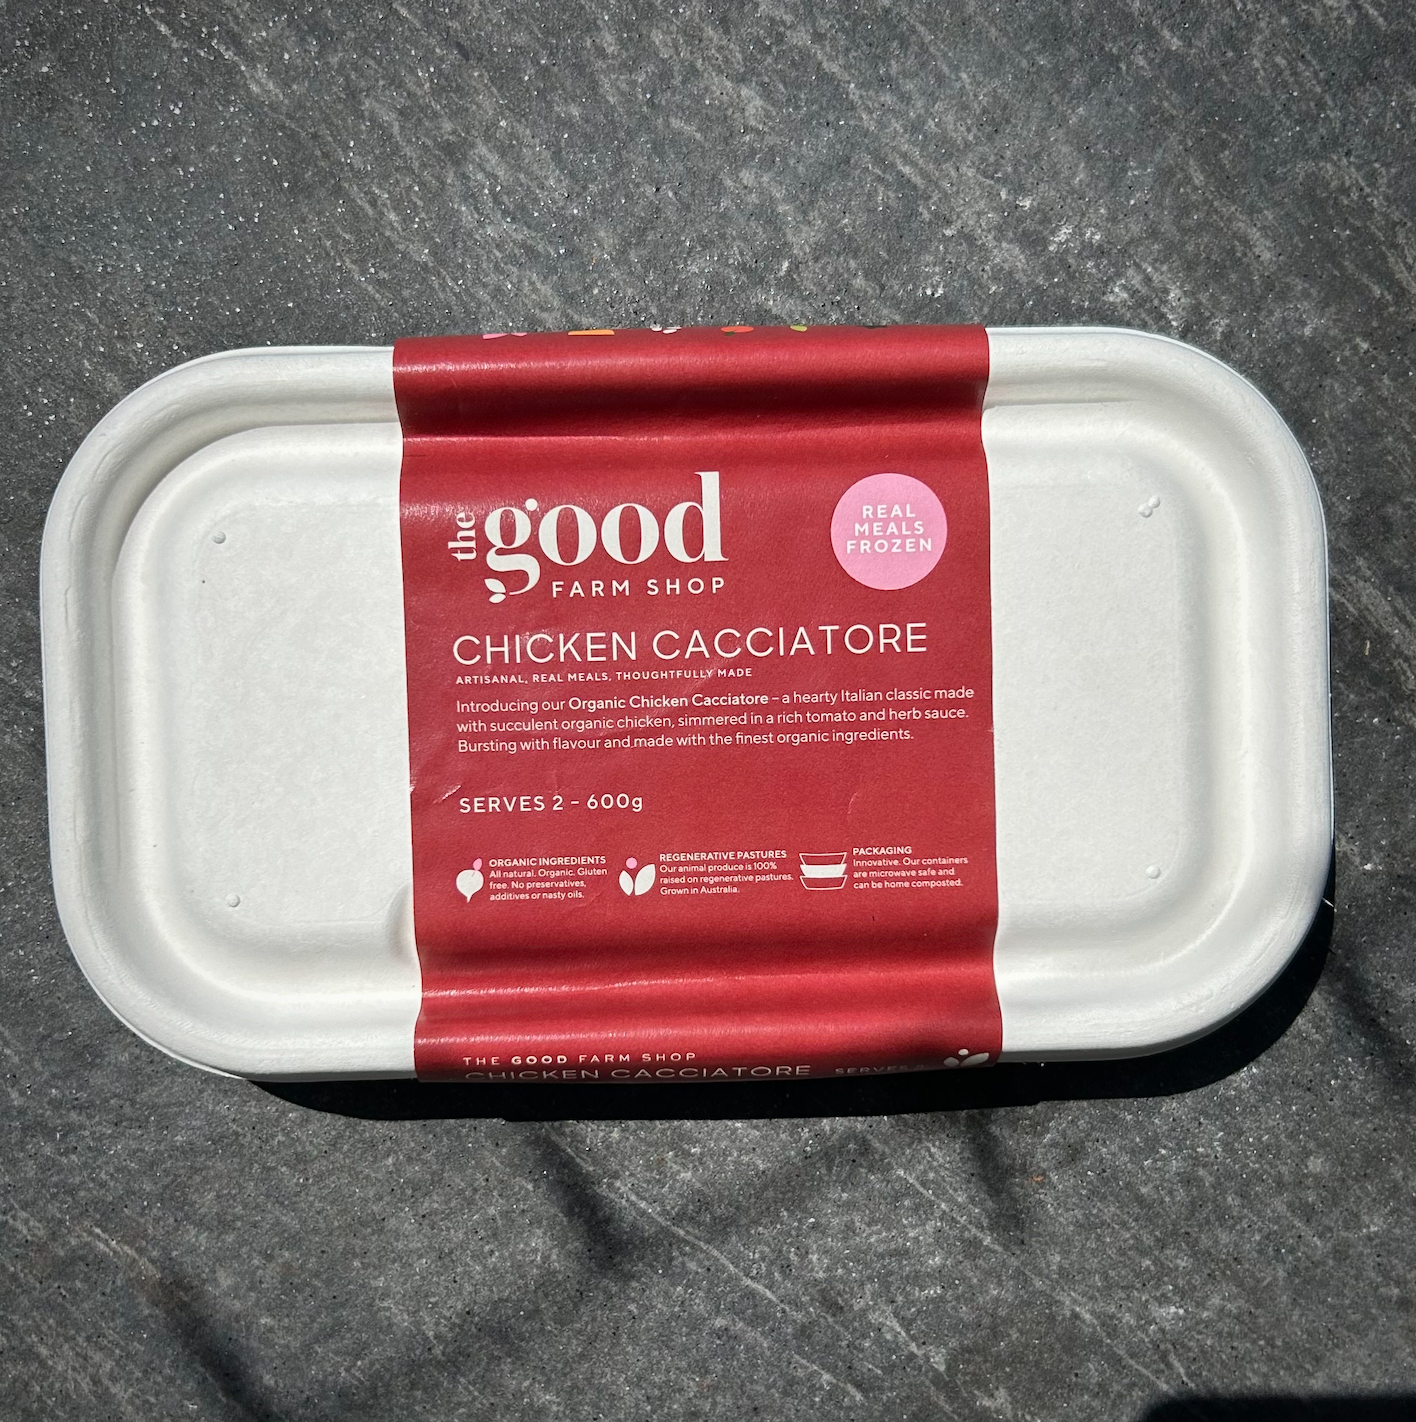 the good
FARM SHOP
REAL
MEALS
FROZEN
CHICKEN CACCIATORE
ARTISANAL, REAL MEALS, THOUGHTFULLY MADE
Introducing our Organic Chicken Cacciatore – a hearty Italian classic made
with succulent organic chicken, simmered in a rich tomato and herb sauce.
Bursting with flavour and made with the finest organic ingredients.
SERVES 2 - 600g
ORGANIC INGREDIENTS
All natural. Organic. Gluten
free. No preservatives,
additives or nasty oils.
REGENERATIVE PASTURES
Our animal produce is 100%
raised on regenerative pastures.
Grown in Australia.
PACKAGING
Innovative. Our containers
are microwave safe and
can be home composted.
THE GOOD FARM SHOP
CHICKEN CACCIATORE
SERVES